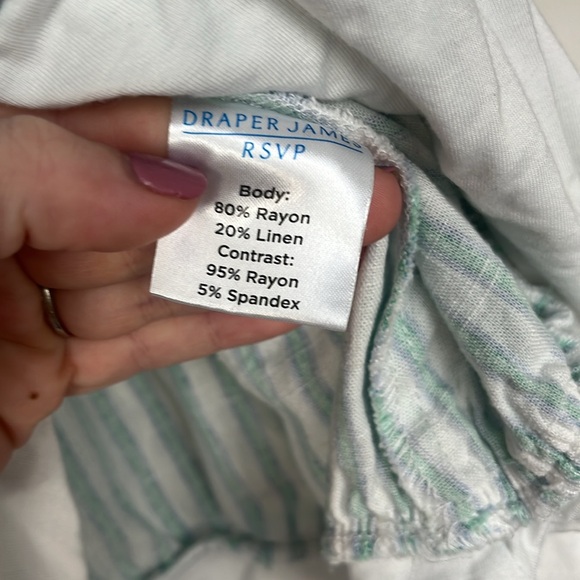 DRAPER JAMES
RSVP
Body:
80% Rayon
20% Linen
Contrast:
95% Rayon
5% Spandex